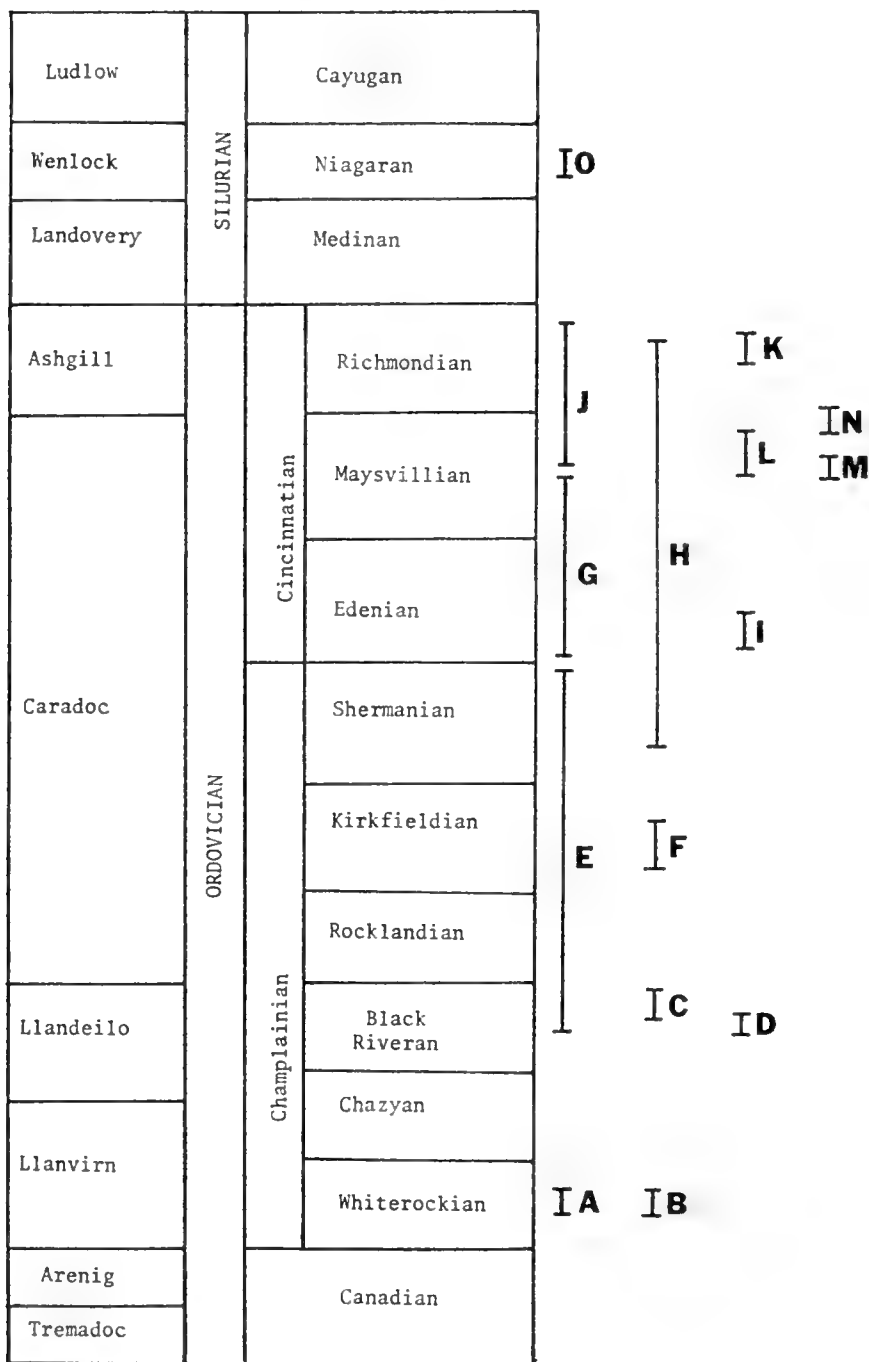 Ludlow
Cayugan
Wenlock
SILURIAN
Niagaran
O
Landovery
Medinan
Ashgill
Richmondian
K
J
N
L
Maysvillian
M
Cincinnatian
H
G
Edenian
I
Caradoc
Shermanian
ORDOVICIAN
Kirkfieldian
E
F
Rocklandian
C
Llandeilo
Black
Riveran
D
Champlainian
Chazyan
Llanvirn
Whiterockian
A
B
Arenig
Canadian
Tremadoc